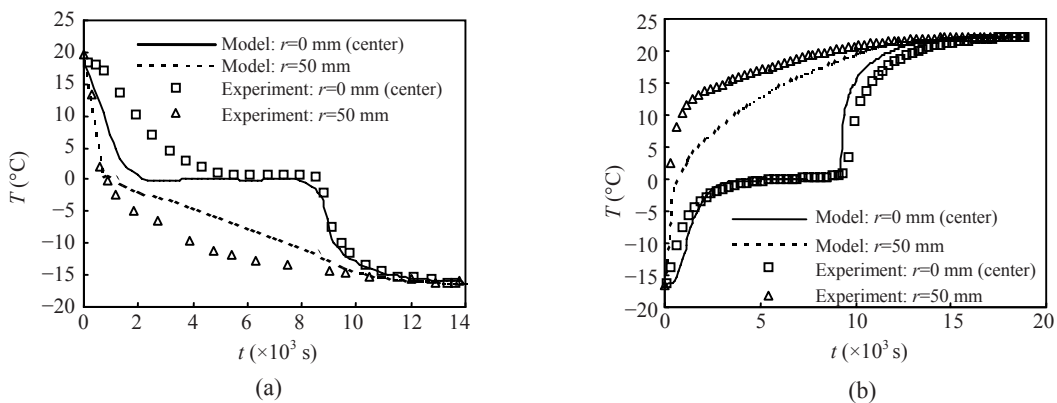 25
20
15
10
5
0
−5
−10
−15
−20
T (°C)
Model: r=0 mm (center)
Model: r=50 mm
Experiment: r=0 mm (center)
Experiment: r=50 mm
0 2 4 6 8 10 12 14
t (×10³ s)
(a)
25
20
15
10
5
0
−5
−10
−15
−20
T (°C)
Model: r=0 mm (center)
Model: r=50 mm
Experiment: r=0 mm (center)
Experiment: r=50 mm
0 5 10 15 20
t (×10³ s)
(b)